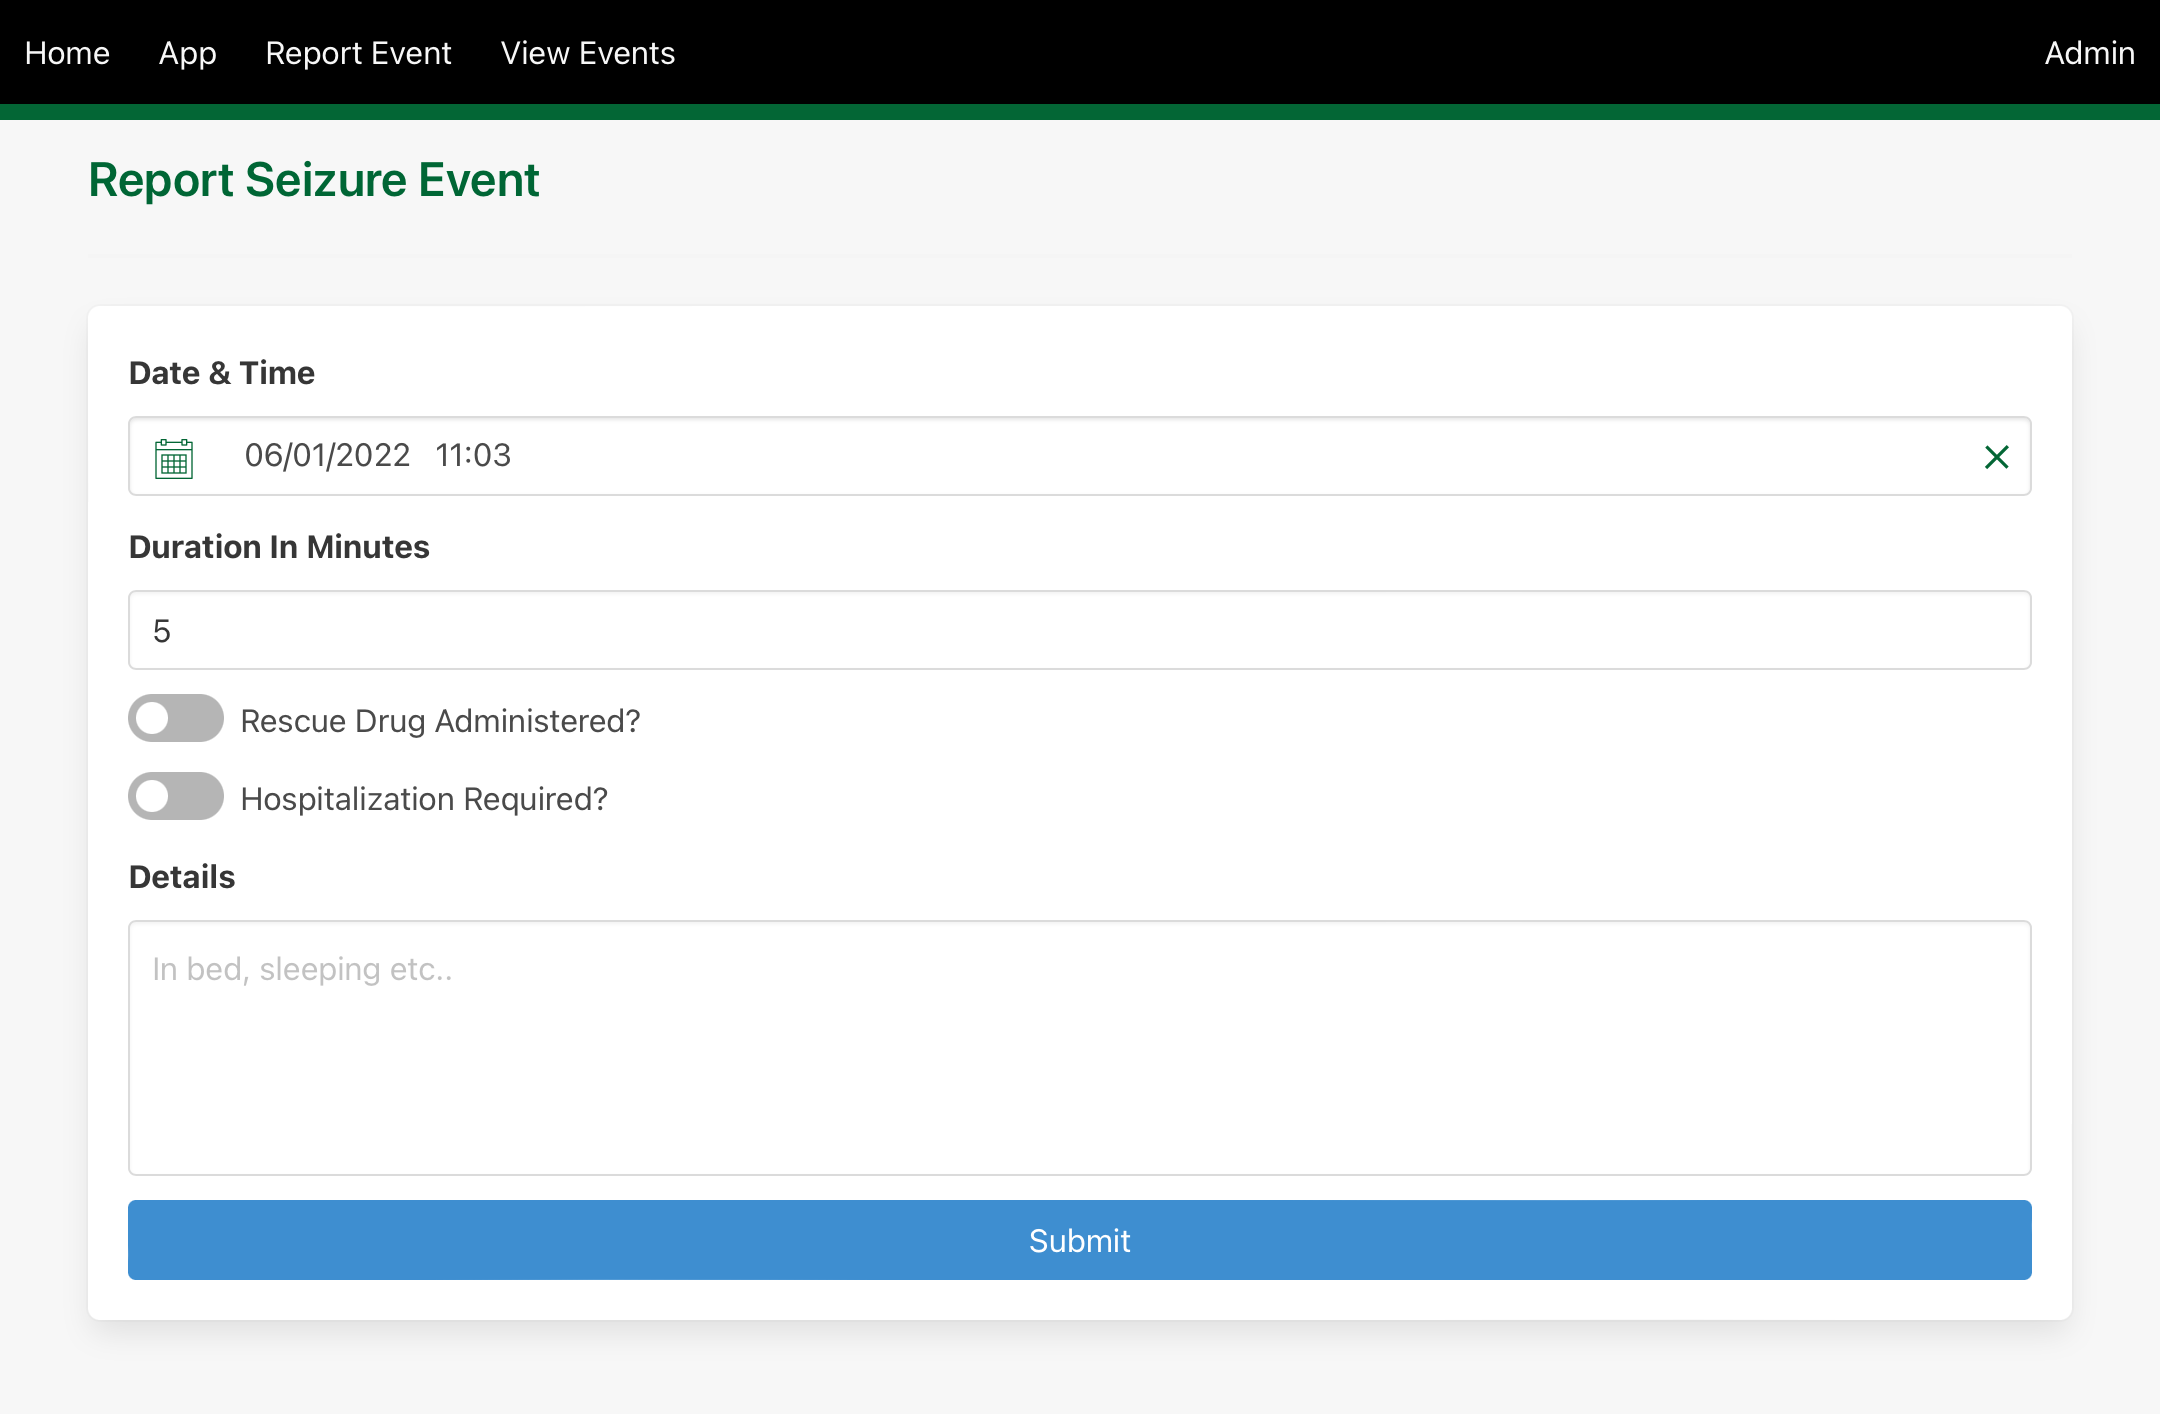 Home App Report Event View Events Admin
Report Seizure Event
Date & Time
06/01/2022 11:03
Duration In Minutes
5
Rescue Drug Administered?
Hospitalization Required?
Details
In bed, sleeping etc..
Submit